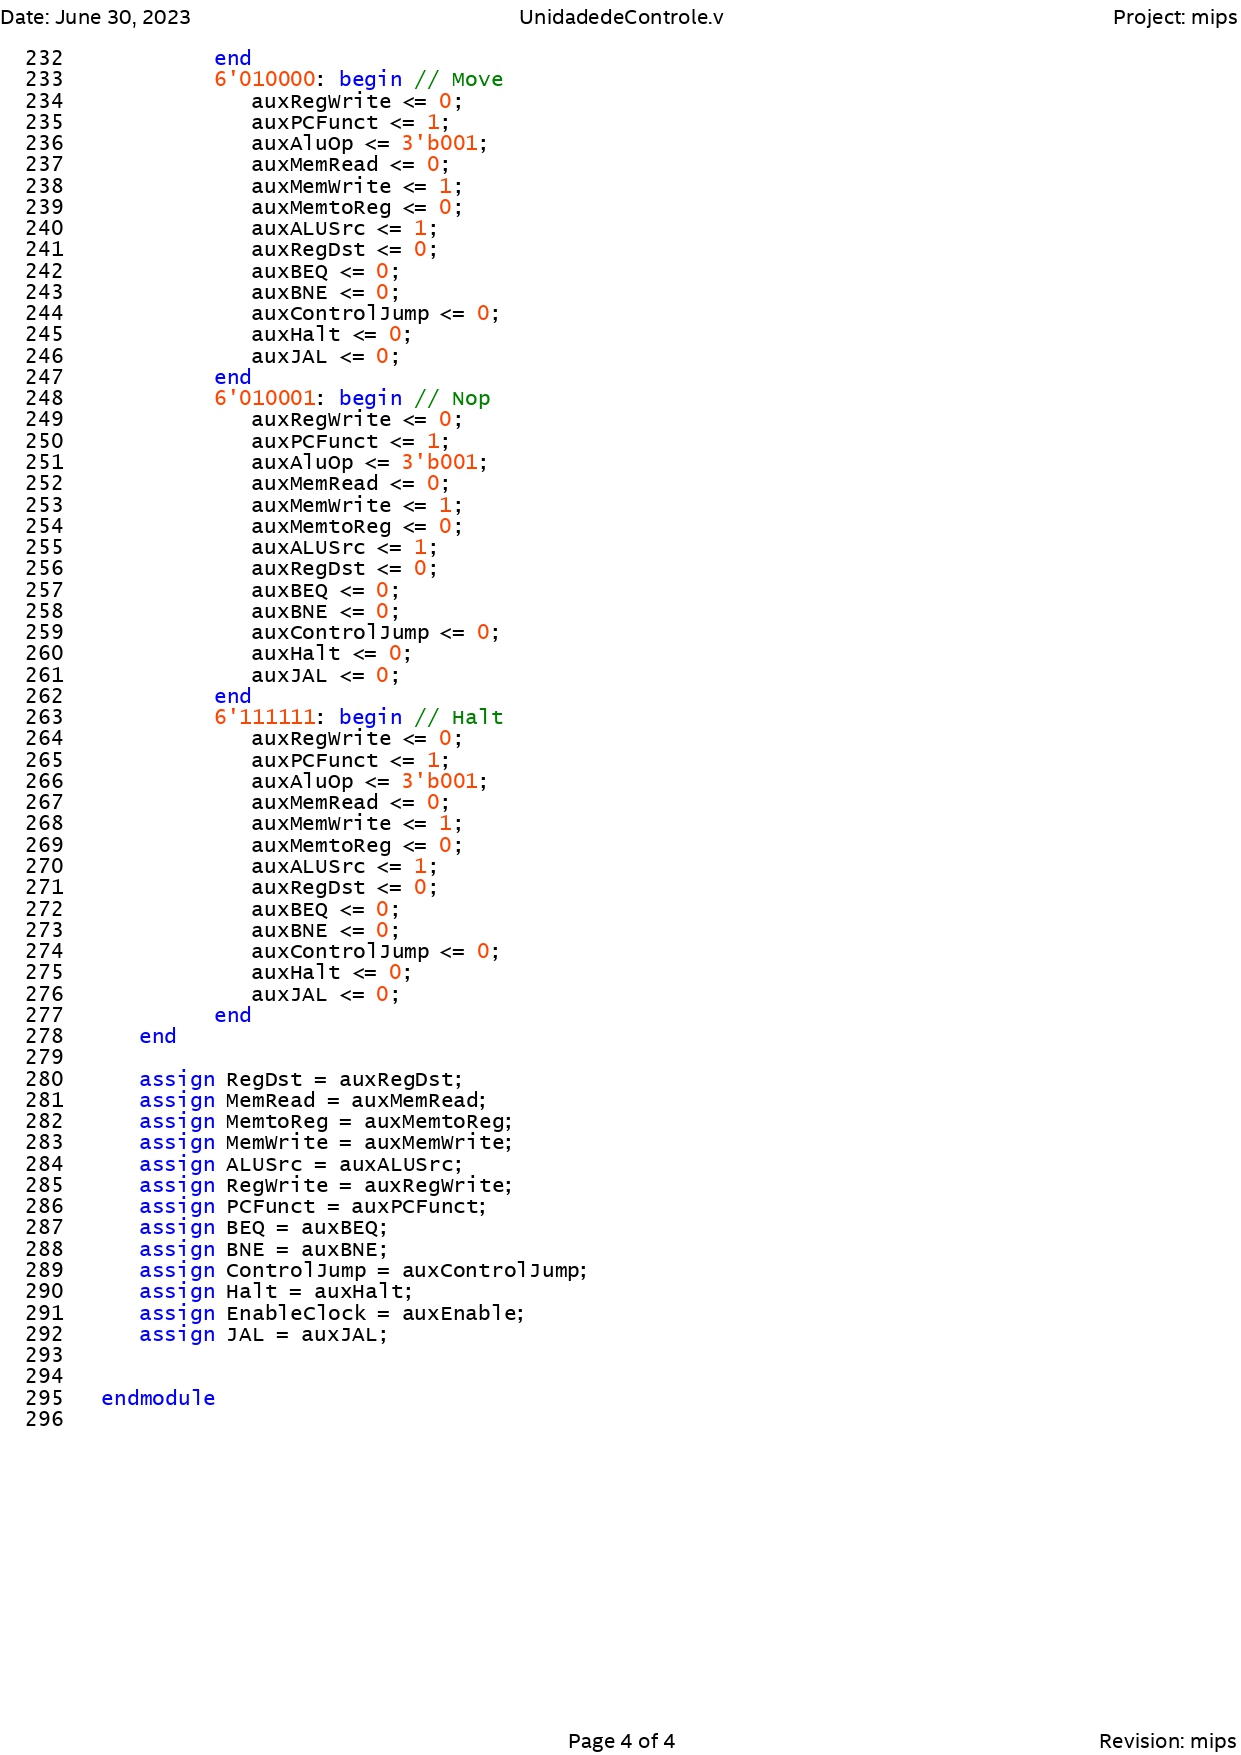 Date: June 30, 2023 UnidadedeControle.v Project: mips
232 end
233 6'010000: begin // Move
234 auxRegWrite <= 0;
235 auxPCFunct <= 1;
236 auxAluOp <= 3'b001;
237 auxMemRead <= 0;
238 auxMemWrite <= 1;
239 auxMemtoReg <= 0;
240 auxALUSrc <= 1;
241 auxRegDst <= 0;
242 auxBEQ <= 0;
243 auxBNE <= 0;
244 auxControlJump <= 0;
245 auxHalt <= 0;
246 auxJAL <= 0;
247 end
248 6'010001: begin // Nop
249 auxRegWrite <= 0;
250 auxPCFunct <= 1;
251 auxAluOp <= 3'b001;
252 auxMemRead <= 0;
253 auxMemWrite <= 1;
254 auxMemtoReg <= 0;
255 auxALUSrc <= 1;
256 auxRegDst <= 0;
257 auxBEQ <= 0;
258 auxBNE <= 0;
259 auxControlJump <= 0;
260 auxHalt <= 0;
261 auxJAL <= 0;
262 end
263 6'111111: begin // Halt
264 auxRegWrite <= 0;
265 auxPCFunct <= 1;
266 auxAluOp <= 3'b001;
267 auxMemRead <= 0;
268 auxMemWrite <= 1;
269 auxMemtoReg <= 0;
270 auxALUSrc <= 1;
271 auxRegDst <= 0;
272 auxBEQ <= 0;
273 auxBNE <= 0;
274 auxControlJump <= 0;
275 auxHalt <= 0;
276 auxJAL <= 0;
277 end
278 end
279
280 assign RegDst = auxRegDst;
281 assign MemRead = auxMemRead;
282 assign MemtoReg = auxMemtoReg;
283 assign MemWrite = auxMemWrite;
284 assign ALUSrc = auxALUSrc;
285 assign RegWrite = auxRegWrite;
286 assign PCFunct = auxPCFunct;
287 assign BEQ = auxBEQ;
288 assign BNE = auxBNE;
289 assign ControlJump = auxControlJump;
290 assign Halt = auxHalt;
291 assign EnableClock = auxEnable;
292 assign JAL = auxJAL;
293
294
295 endmodule
296
Page 4 of 4 Revision: mips